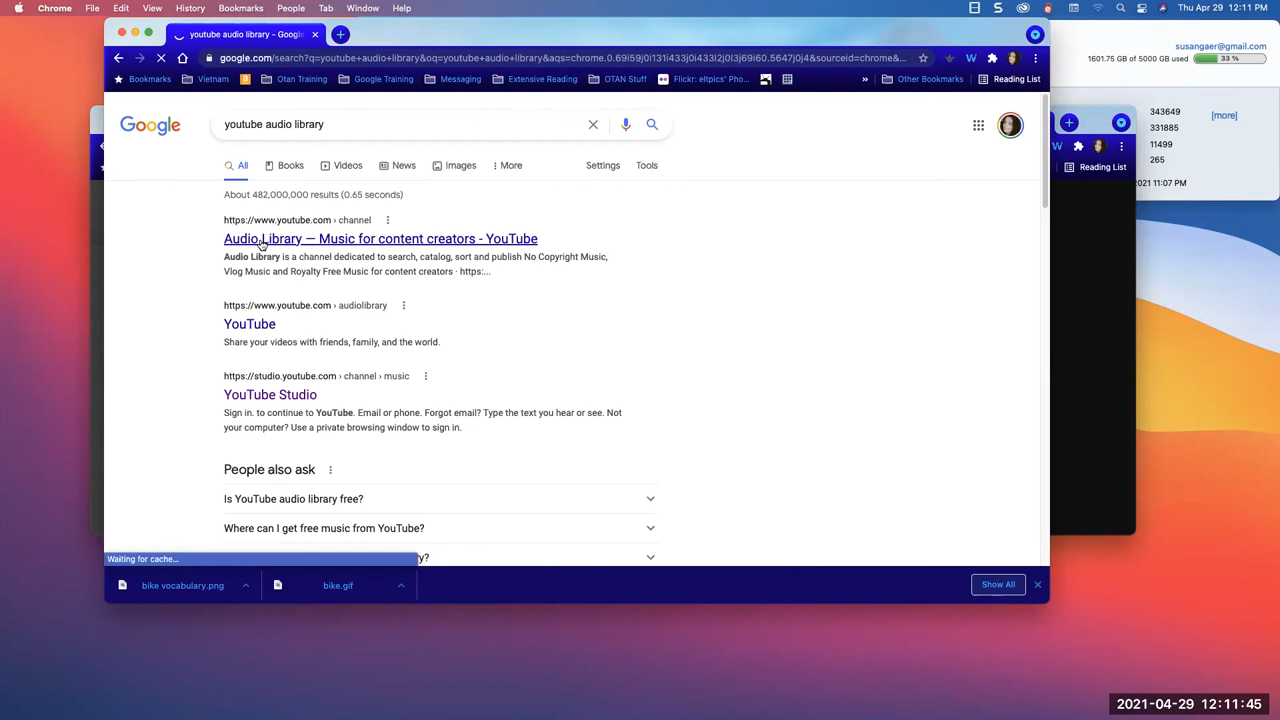 Chrome File Edit View History Bookmarks People Tab Window Help Thu Apr 29 12:11 PM
youtube audio library - Google
google.com/search?q=youtube+audio+library&oq=youtube+audio+library&aqs=chrome.0.69i59j0i131i433j0i433l2j0l3j69i60.5647j0j4&sourceid=chrome&...
Bookmarks Vietnam Otan Training Google Training Messaging Extensive Reading OTAN Stuff Flickr: eltpics' Pho... » Other Bookmarks Reading List
susangaer@gmail.com
1601.75 GB of 5000 GB used 33 %
343649 [more]
331885
11499
265
2021 11:07 PM
Reading List
Google
youtube audio library
All Books Videos News Images More Settings Tools
About 482,000,000 results (0.65 seconds)
https://www.youtube.com › channel
Audio Library — Music for content creators - YouTube
Audio Library is a channel dedicated to search, catalog, sort and publish No Copyright Music,
Vlog Music and Royalty Free Music for content creators · https:...
https://www.youtube.com › audiolibrary
YouTube
Share your videos with friends, family, and the world.
https://studio.youtube.com › channel › music
YouTube Studio
Sign in. to continue to YouTube. Email or phone. Forgot email? Type the text you hear or see. Not
your computer? Use a private browsing window to sign in.
People also ask
Is YouTube audio library free?
Where can I get free music from YouTube?
Waiting for cache...
bike vocabulary.png bike.gif Show All
2021-04-29 12:11:45